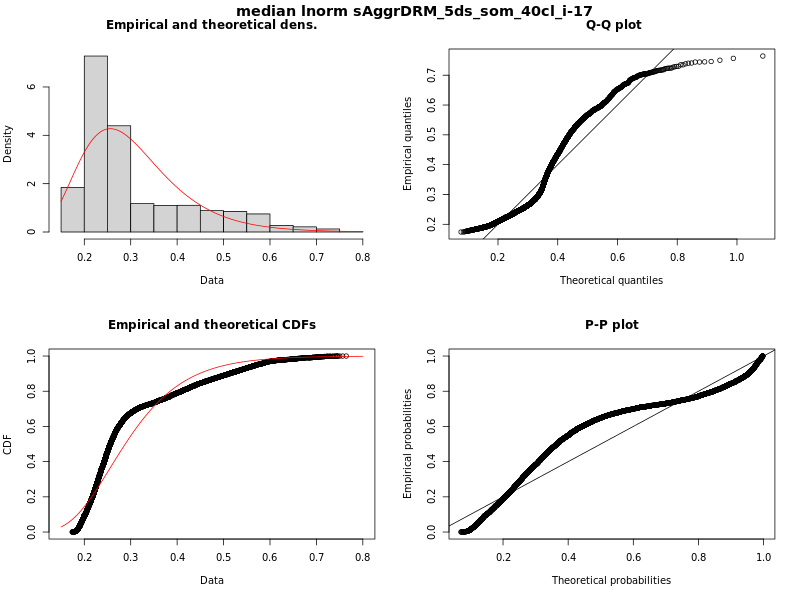 median lnorm sAggrDRM_5ds_som_40cl_i-17
Empirical and theoretical dens.
Density
0 2 4 6
0.2 0.3 0.4 0.5 0.6 0.7 0.8
Data
Q-Q plot
Empirical quantiles
0.2 0.3 0.4 0.5 0.6 0.7
0.2 0.4 0.6 0.8 1.0
Theoretical quantiles
Empirical and theoretical CDFs
CDF
0.0 0.2 0.4 0.6 0.8 1.0
0.2 0.3 0.4 0.5 0.6 0.7 0.8
Data
P-P plot
Empirical probabilities
0.0 0.2 0.4 0.6 0.8 1.0
0.2 0.4 0.6 0.8 1.0
Theoretical probabilities